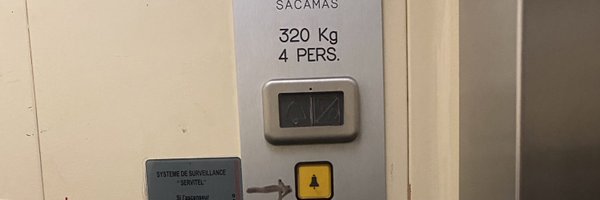 SACAMAS
320 Kg
4 PERS.
SYSTEME DE SURVEILLANCE
"SERVITEL"
Si l'ascenseur